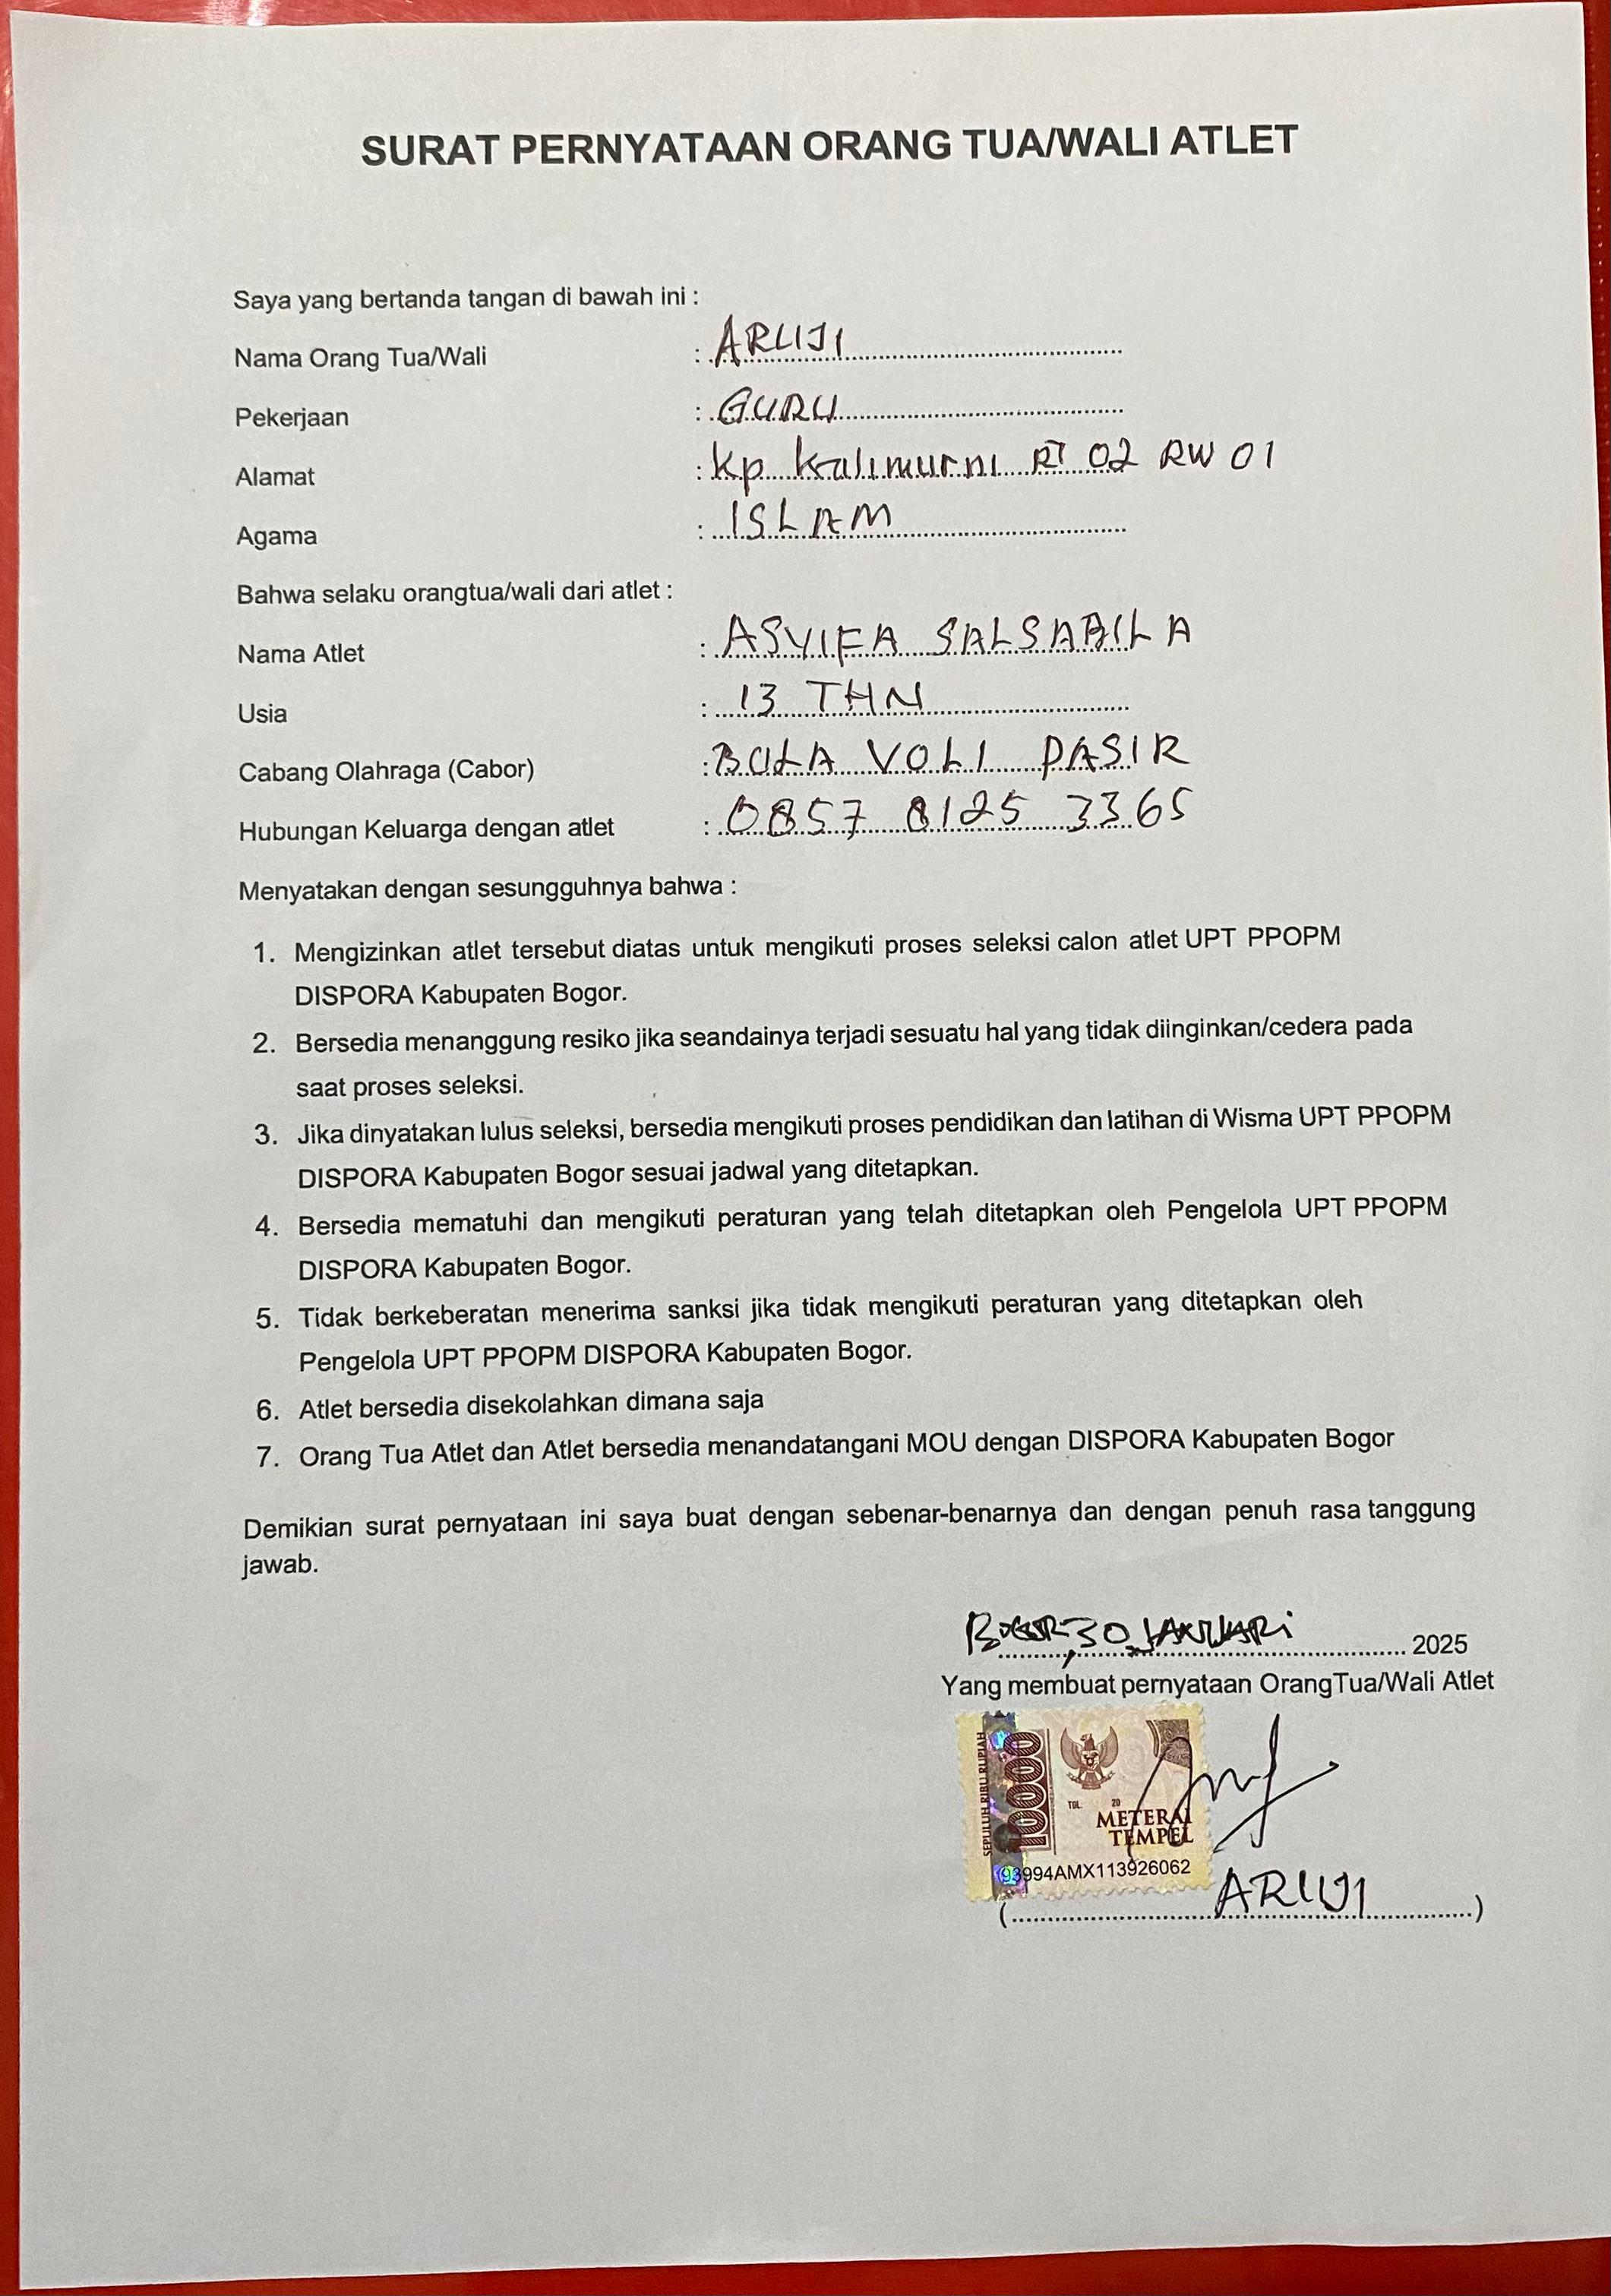 SURAT PERNYATAAN ORANG TUA/WALI ATLET
Saya yang bertanda tangan di bawah ini :
Nama Orang Tua/Wali : ARUJI
Pekerjaan : GURU
Alamat : kp kalimurni RT 02 RW 01
Agama : ISLAM
Bahwa selaku orangtua/wali dari atlet :
Nama Atlet : ASYIFA SALSABILA
Usia : 13 THN
Cabang Olahraga (Cabor) : BOLA VOLI PASIR
Hubungan Keluarga dengan atlet : 0857 8125 3365
Menyatakan dengan sesungguhnya bahwa :
1. Mengizinkan atlet tersebut diatas untuk mengikuti proses seleksi calon atlet UPT PPOPM
DISPORA Kabupaten Bogor.
2. Bersedia menanggung resiko jika seandainya terjadi sesuatu hal yang tidak diinginkan/cedera pada
saat proses seleksi.
3. Jika dinyatakan lulus seleksi, bersedia mengikuti proses pendidikan dan latihan di Wisma UPT PPOPM
DISPORA Kabupaten Bogor sesuai jadwal yang ditetapkan.
4. Bersedia mematuhi dan mengikuti peraturan yang telah ditetapkan oleh Pengelola UPT PPOPM
DISPORA Kabupaten Bogor.
5. Tidak berkeberatan menerima sanksi jika tidak mengikuti peraturan yang ditetapkan oleh
Pengelola UPT PPOPM DISPORA Kabupaten Bogor.
6. Atlet bersedia disekolahkan dimana saja
7. Orang Tua Atlet dan Atlet bersedia menandatangani MOU dengan DISPORA Kabupaten Bogor
Demikian surat pernyataan ini saya buat dengan sebenar-benarnya dan dengan penuh rasa tanggung
jawab.
BOGOR, 30 JANUARI 2025
Yang membuat pernyataan OrangTua/Wali Atlet
SEPULUH RIBU RUPIAH
10000
TGL. 20
METERAI
TEMPEL
93994AMX113926062
(ARUJI)